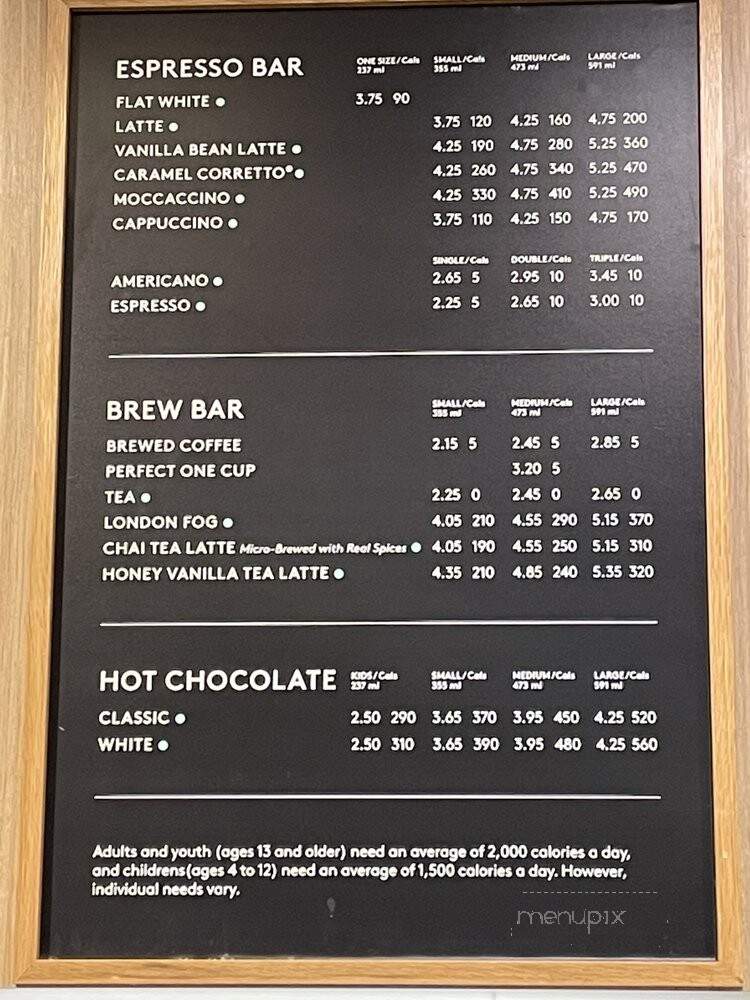 ESPRESSO BAR ONE SIZE/Cals SMALL/Cals MEDIUM/Cals LARGE/Cals
237 ml 355 ml 473 ml 591 ml
FLAT WHITE ● 3.75 90
LATTE ● 3.75 120 4.25 160 4.75 200
VANILLA BEAN LATTE ● 4.25 190 4.75 280 5.25 360
CARAMEL CORRETTO®● 4.25 260 4.75 340 5.25 470
MOCCACCINO ● 4.25 330 4.75 410 5.25 490
CAPPUCCINO ● 3.75 110 4.25 150 4.75 170
SINGLE/Cals DOUBLE/Cals TRIPLE/Cals
AMERICANO ● 2.65 5 2.95 10 3.45 10
ESPRESSO ● 2.25 5 2.65 10 3.00 10
BREW BAR SMALL/Cals MEDIUM/Cals LARGE/Cals
355 ml 473 ml 591 ml
BREWED COFFEE 2.15 5 2.45 5 2.85 5
PERFECT ONE CUP 3.20 5
TEA ● 2.25 0 2.45 0 2.65 0
LONDON FOG ● 4.05 210 4.55 290 5.15 370
CHAI TEA LATTE Micro-Brewed with Real Spices ● 4.05 190 4.55 250 5.15 310
HONEY VANILLA TEA LATTE ● 4.35 210 4.85 240 5.35 320
HOT CHOCOLATE KIDS/Cals SMALL/Cals MEDIUM/Cals LARGE/Cals
237 ml 355 ml 473 ml 591 ml
CLASSIC ● 2.50 290 3.65 370 3.95 450 4.25 520
WHITE ● 2.50 310 3.65 390 3.95 480 4.25 560
Adults and youth (ages 13 and older) need an average of 2,000 calories a day,
and childrens(ages 4 to 12) need an average of 1,500 calories a day. However,
individual needs vary.
menupix